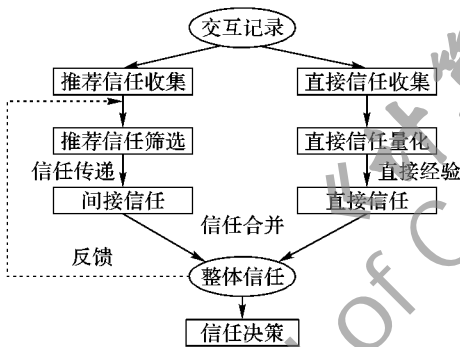 交互记录
推荐信任收集 直接信任收集
推荐信任筛选 直接信任量化
信任传递 直接经验
间接信任 直接信任
信任合并
反馈 整体信任
信任决策